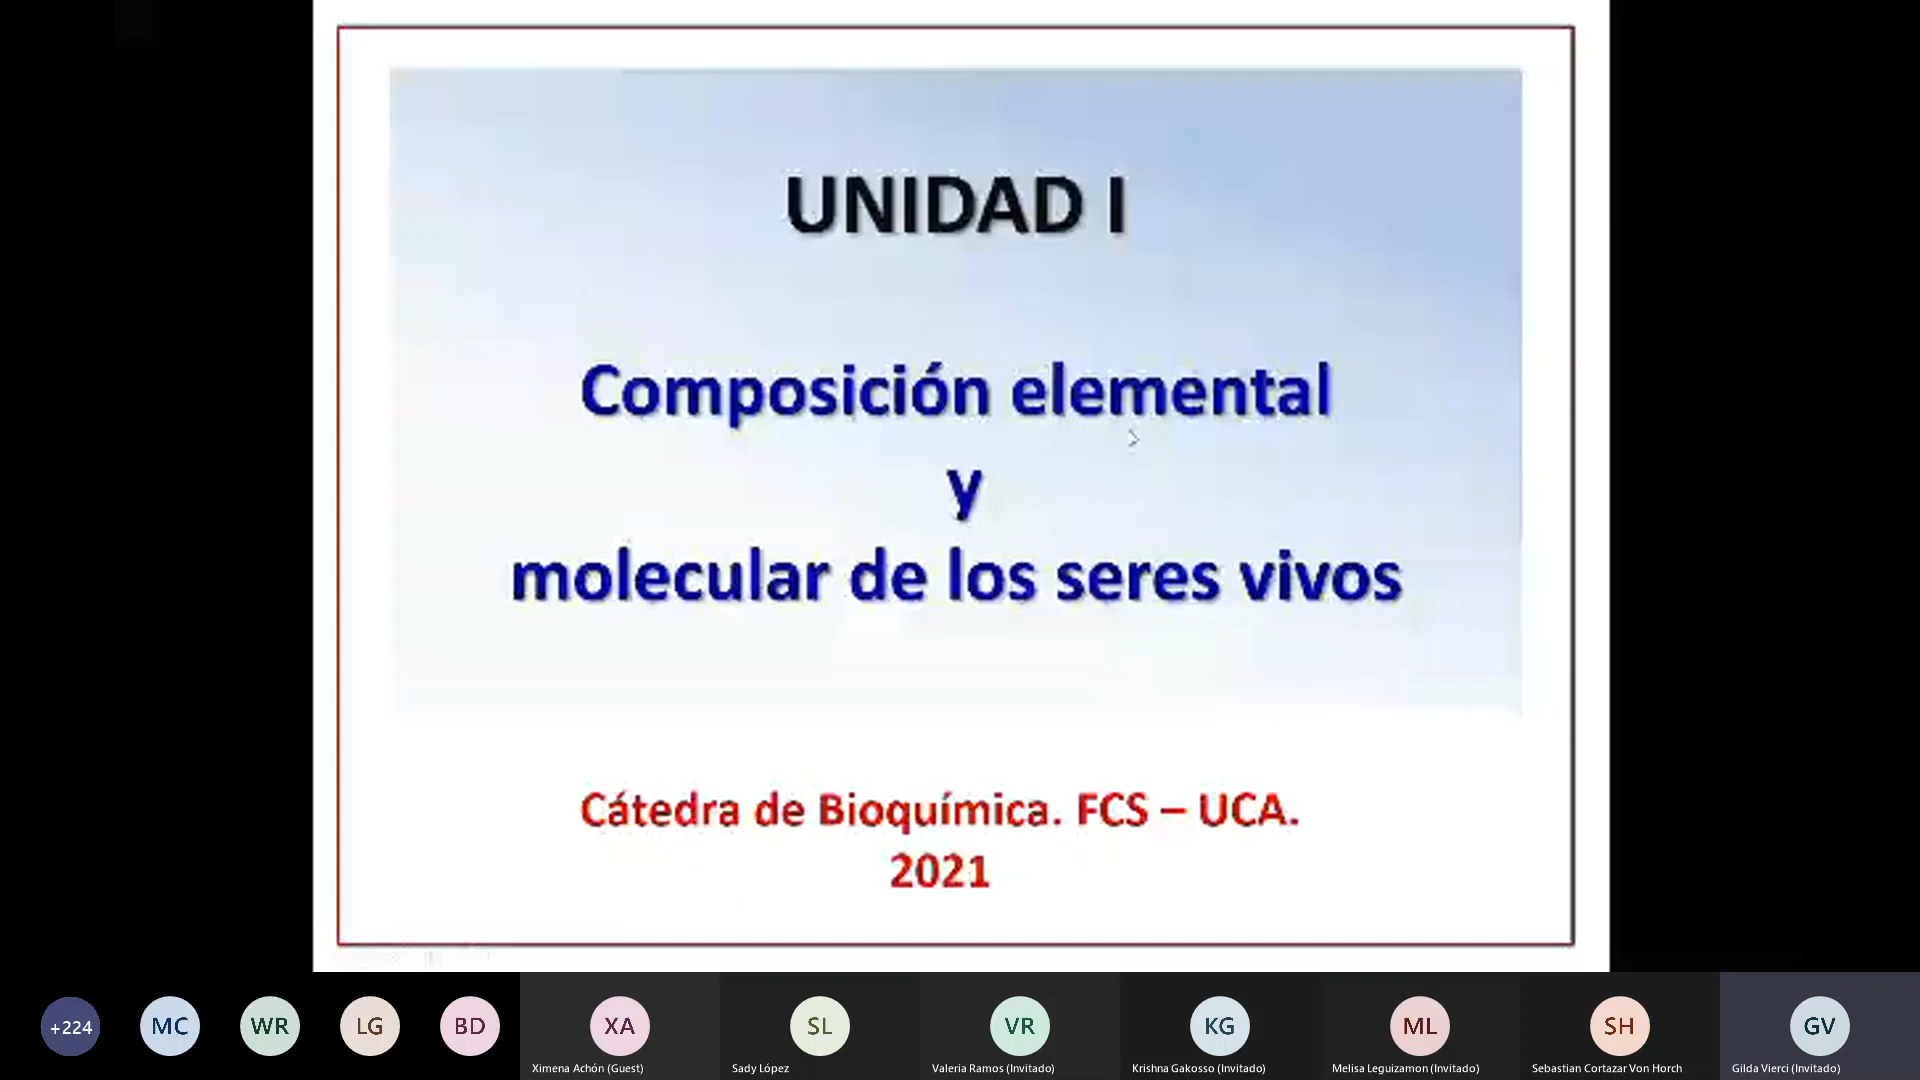 UNIDAD I
Composición elemental
y
molecular de los seres vivos
Cátedra de Bioquímica. FCS – UCA.
2021
+224
MC
WR
LG
BD
XA
SL
VR
KG
ML
SH
GV
Ximena Achón (Guest)
Sady López
Valeria Ramos (Invitado)
Krishna Gakosso (Invitado)
Melisa Leguizamon (Invitado)
Sebastian Cortazar Von Horch
Gilda Vierci (Invitado)